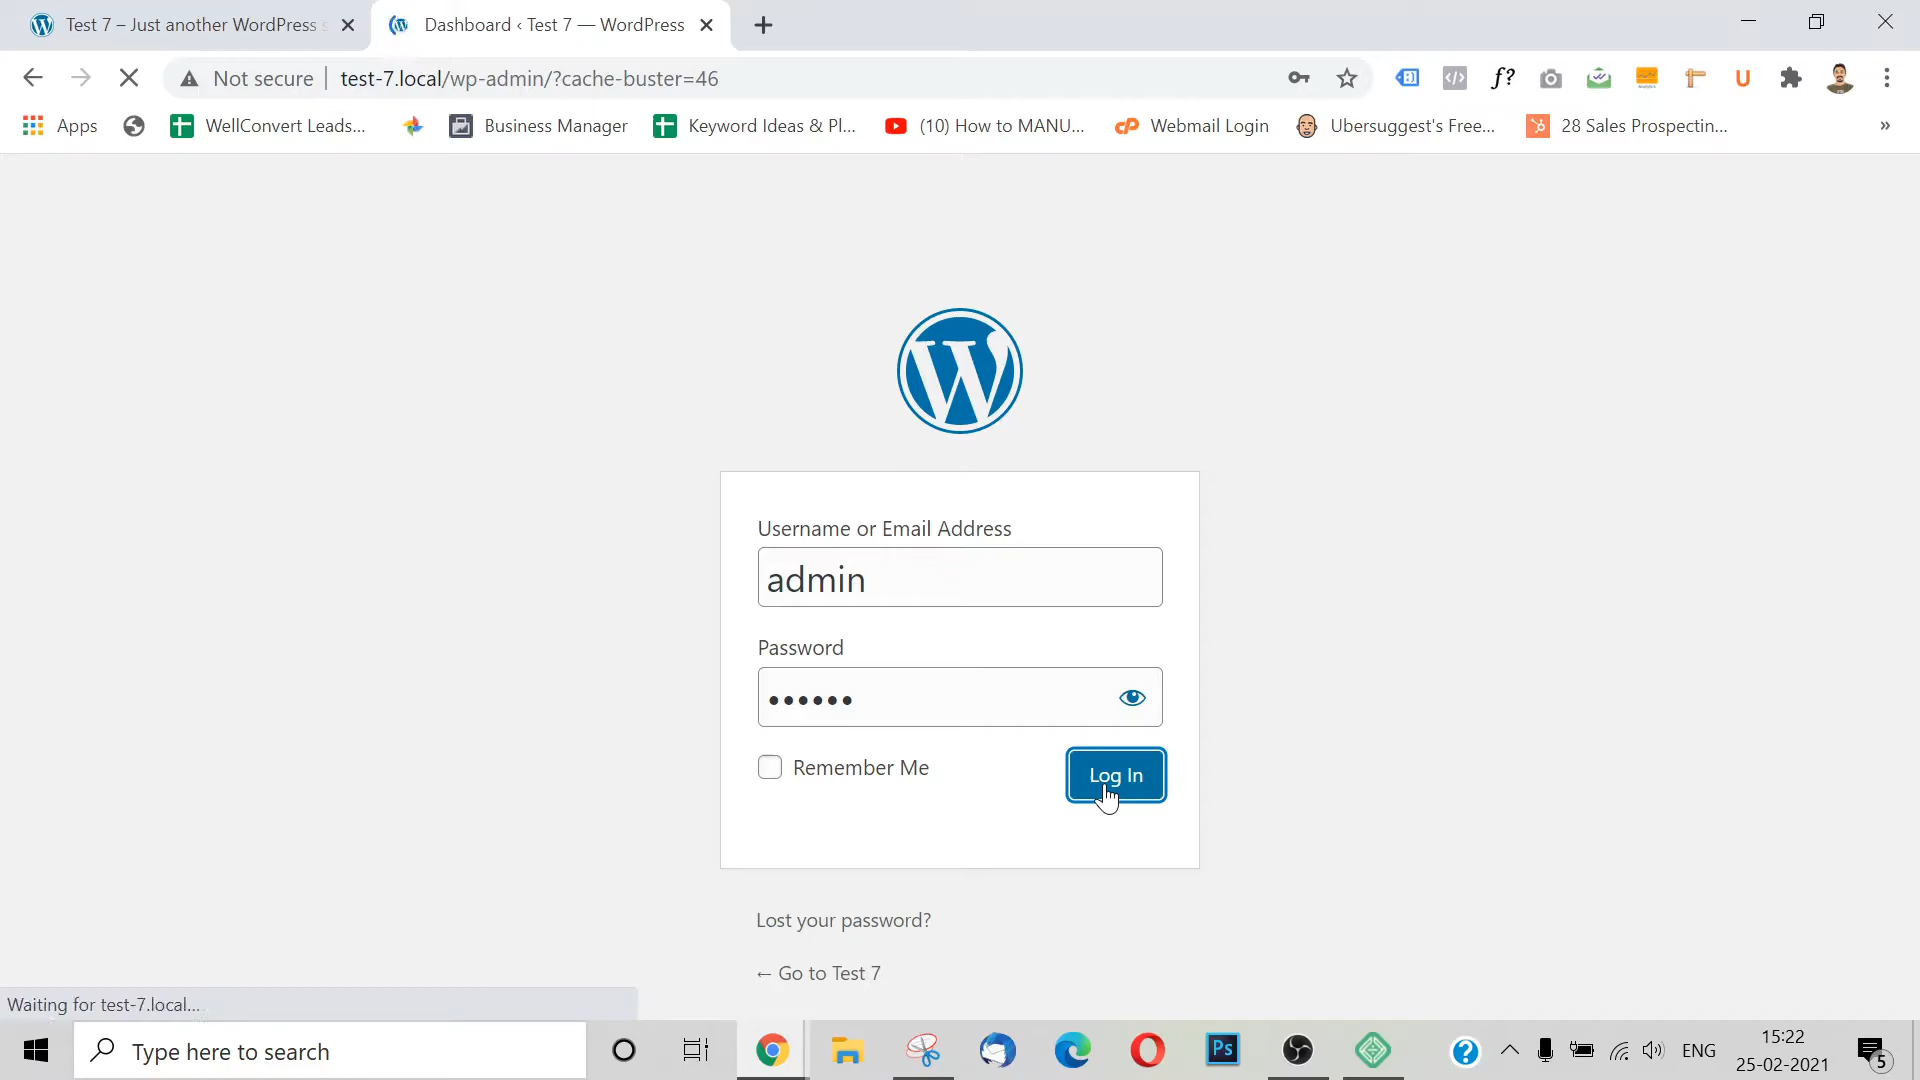 Test 7 – Just another WordPress s
Dashboard ‹ Test 7 — WordPress
Not secure
test-7.local/wp-admin/?cache-buster=46
f?
U
Apps
WellConvert Leads...
Business Manager
Keyword Ideas & Pl...
(10) How to MANU...
cP
Webmail Login
Ubersuggest's Free...
28 Sales Prospectin...
»
Username or Email Address
admin
Password
Remember Me
Log In
Lost your password?
← Go to Test 7
Waiting for test-7.local...
Type here to search
Ps
?
ENG
15:22
25-02-2021
5